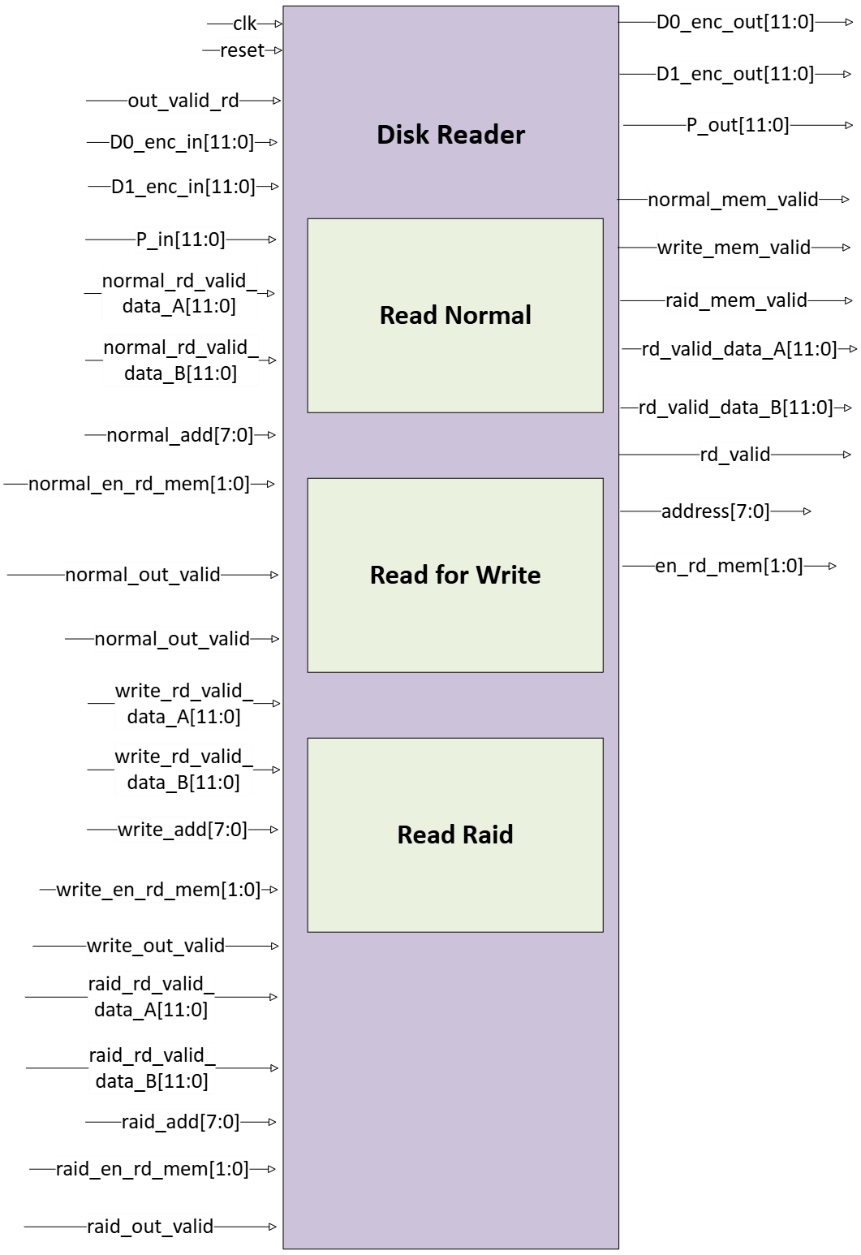 clk
reset
out_valid_rd
D0_enc_in[11:0]
D1_enc_in[11:0]
P_in[11:0]
normal_rd_valid_
data_A[11:0]
normal_rd_valid_
data_B[11:0]
normal_add[7:0]
normal_en_rd_mem[1:0]
normal_out_valid
normal_out_valid
write_rd_valid_
data_A[11:0]
write_rd_valid_
data_B[11:0]
write_add[7:0]
write_en_rd_mem[1:0]
write_out_valid
raid_rd_valid_
data_A[11:0]
raid_rd_valid_
data_B[11:0]
raid_add[7:0]
raid_en_rd_mem[1:0]
raid_out_valid
Disk Reader
Read Normal
Read for Write
Read Raid
D0_enc_out[11:0]
D1_enc_out[11:0]
P_out[11:0]
normal_mem_valid
write_mem_valid
raid_mem_valid
rd_valid_data_A[11:0]
rd_valid_data_B[11:0]
rd_valid
address[7:0]
en_rd_mem[1:0]